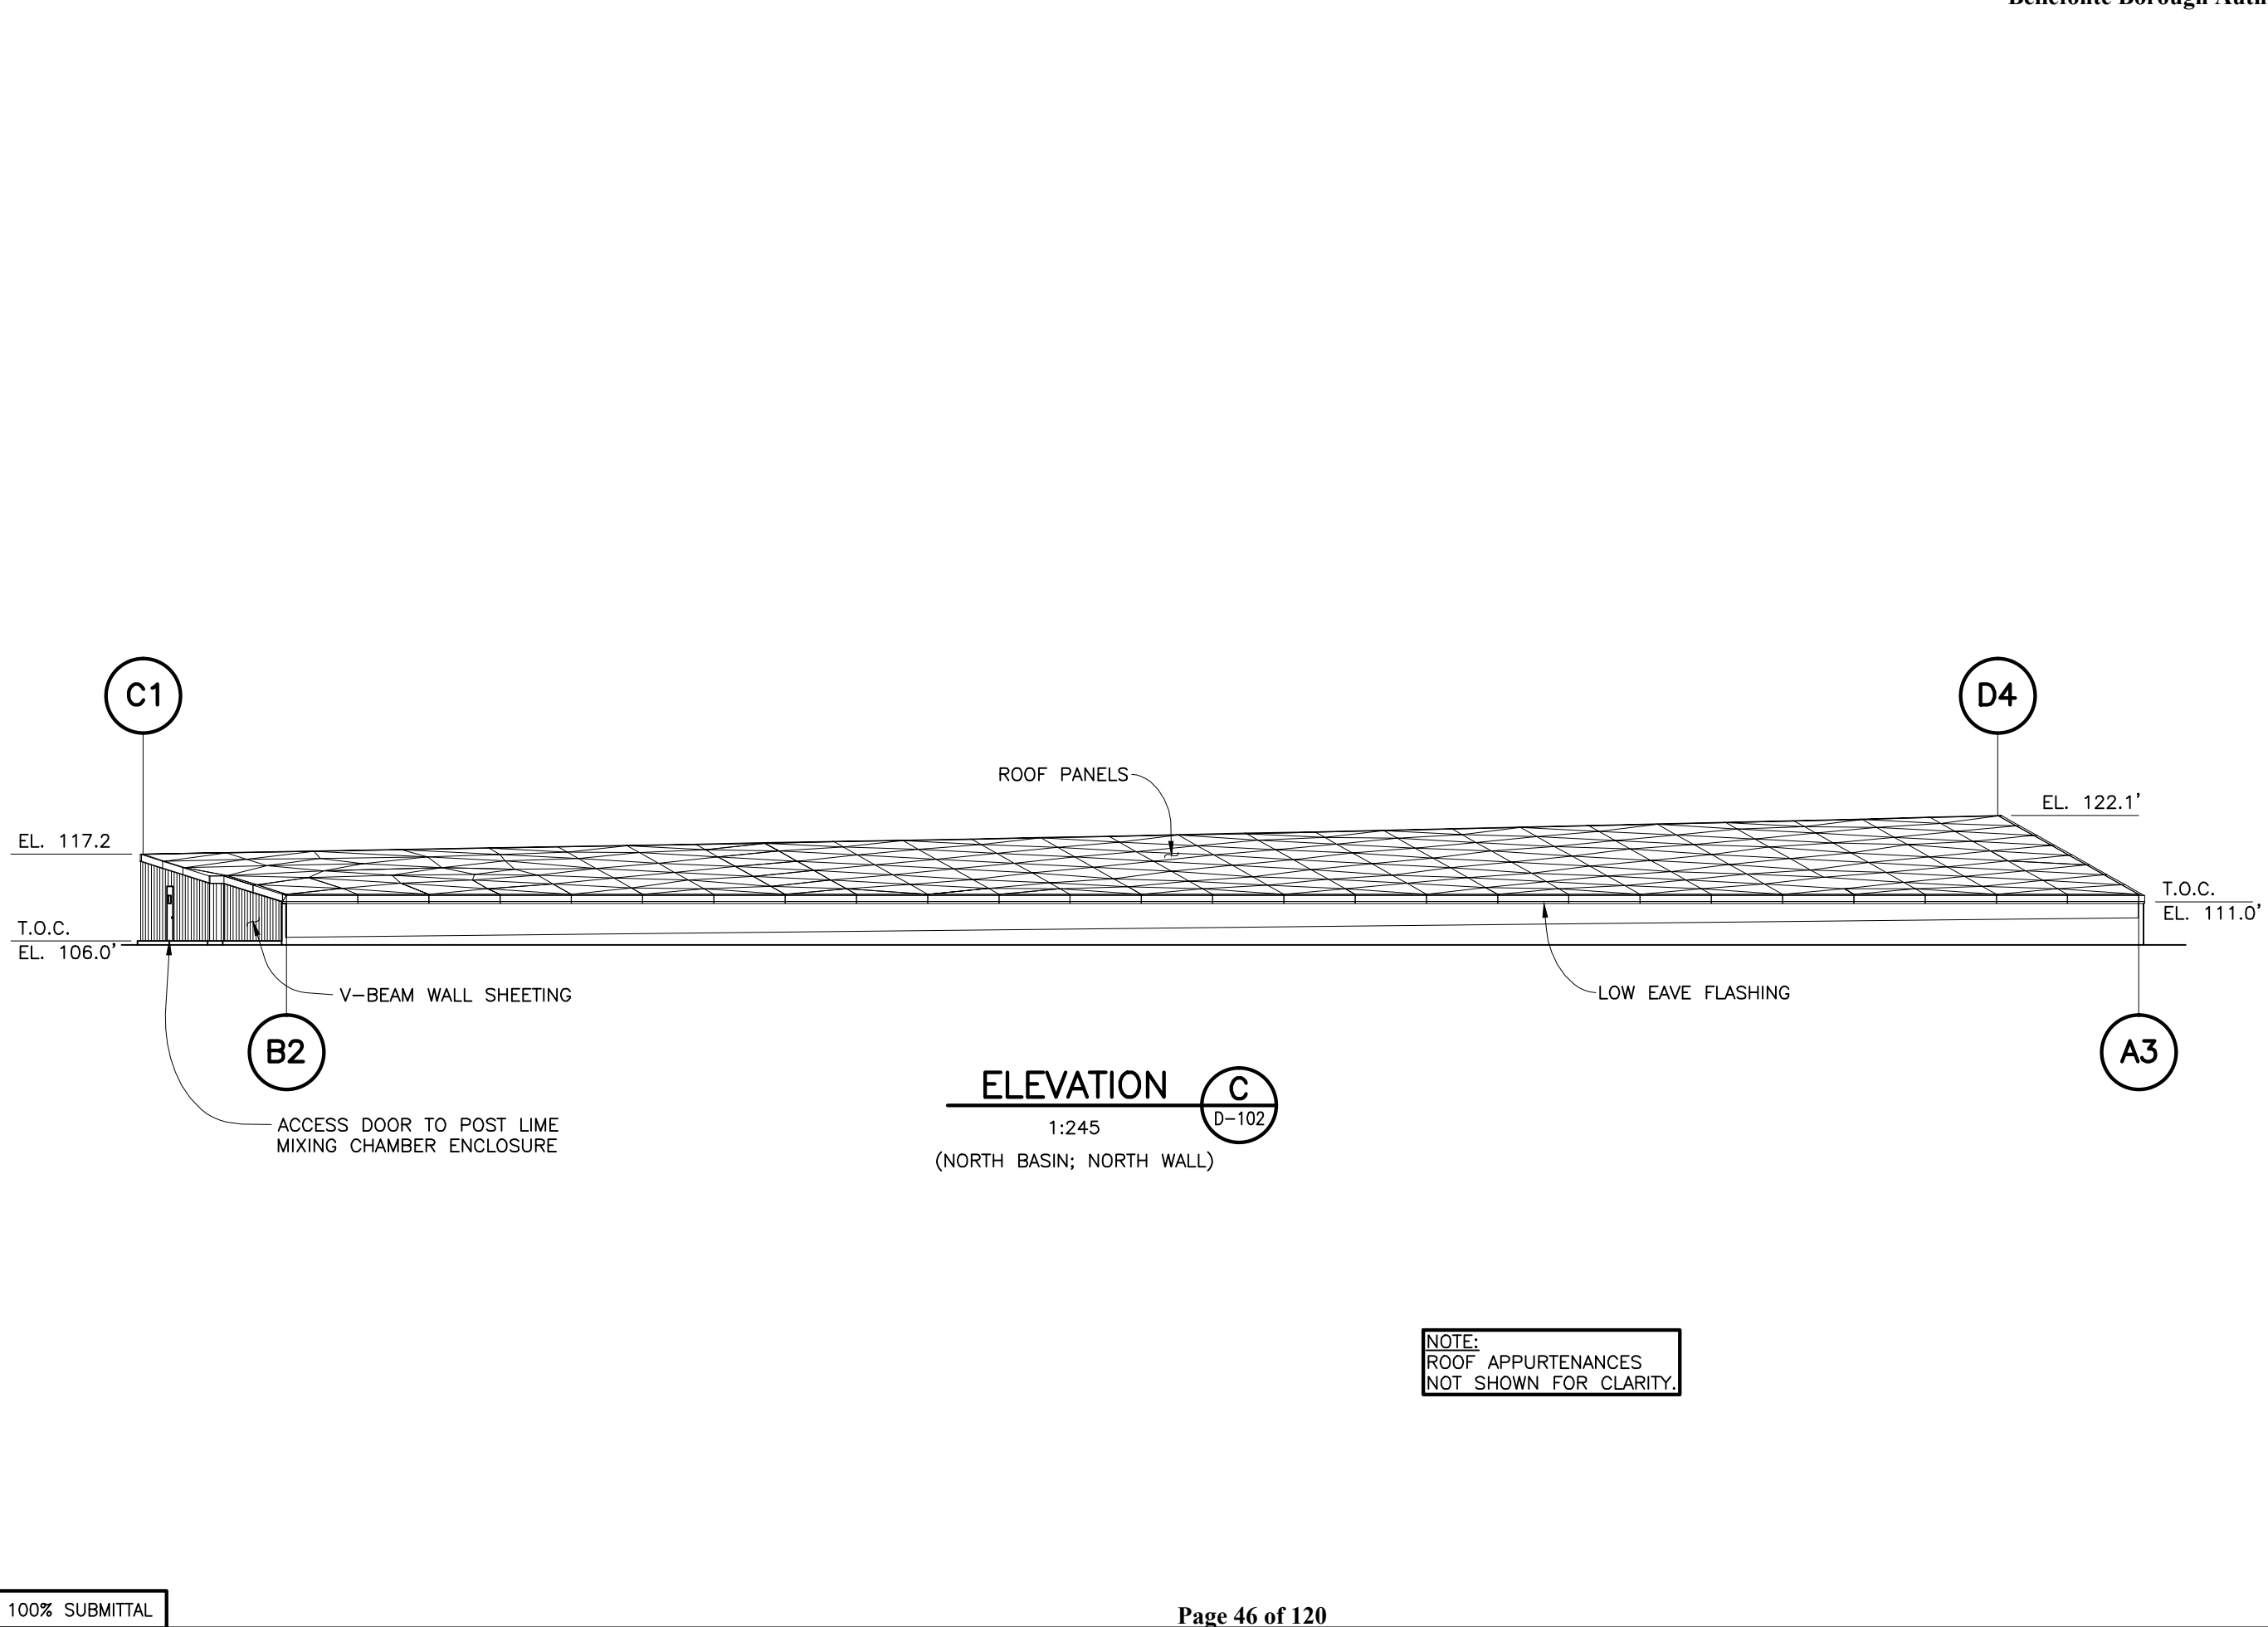 C1
D4
ROOF PANELS
EL. 122.1'
EL. 117.2
T.O.C.
EL. 111.0'
T.O.C.
EL. 106.0'
V-BEAM WALL SHEETING
LOW EAVE FLASHING
B2
A3
ELEVATION C
1:245 D-102
(NORTH BASIN; NORTH WALL)
ACCESS DOOR TO POST LIME
MIXING CHAMBER ENCLOSURE
NOTE:
ROOF APPURTENANCES
NOT SHOWN FOR CLARITY.
100% SUBMITTAL
Page 46 of 120